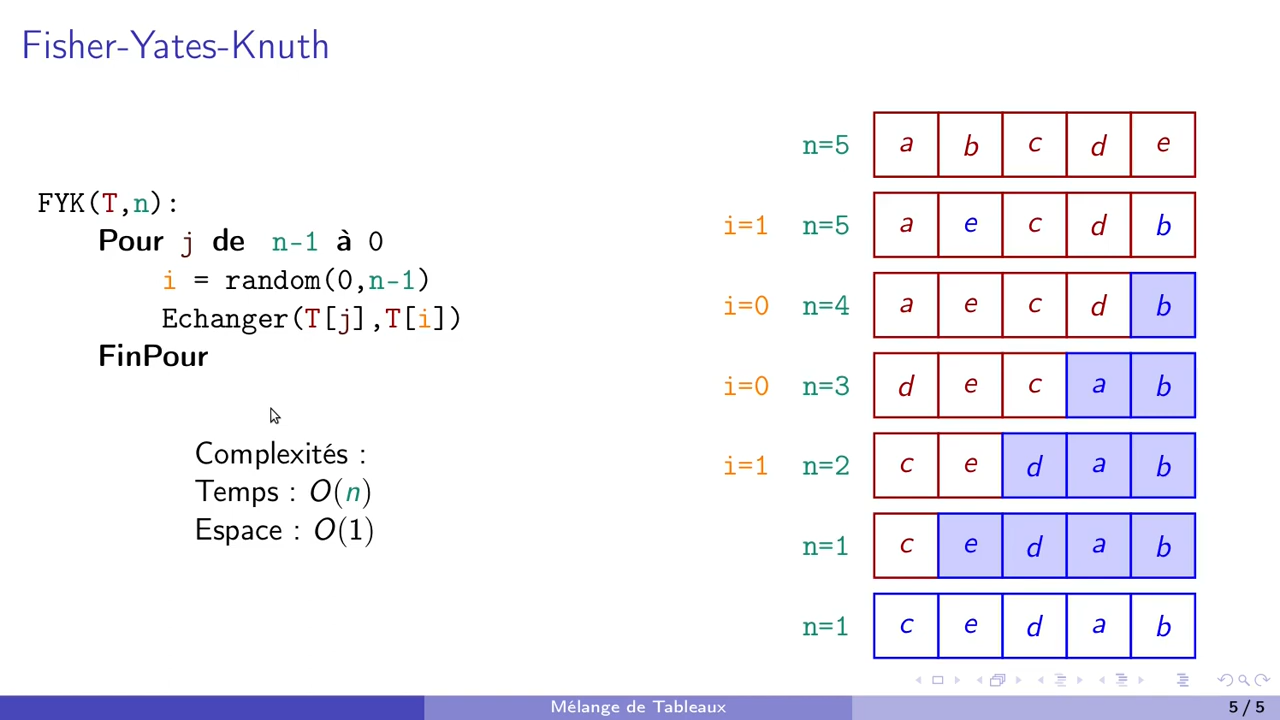 Fisher-Yates-Knuth
FYK(T,n):
Pour j de n-1 à 0
i = random(0,n-1)
Echanger(T[j],T[i])
FinPour
Complexités :
Temps : O(n)
Espace : O(1)
n=5 a b c d e
i=1 n=5 a e c d b
i=0 n=4 a e c d b
i=0 n=3 d e c a b
i=1 n=2 c e d a b
n=1 c e d a b
n=1 c e d a b
Mélange de Tableaux
5 / 5